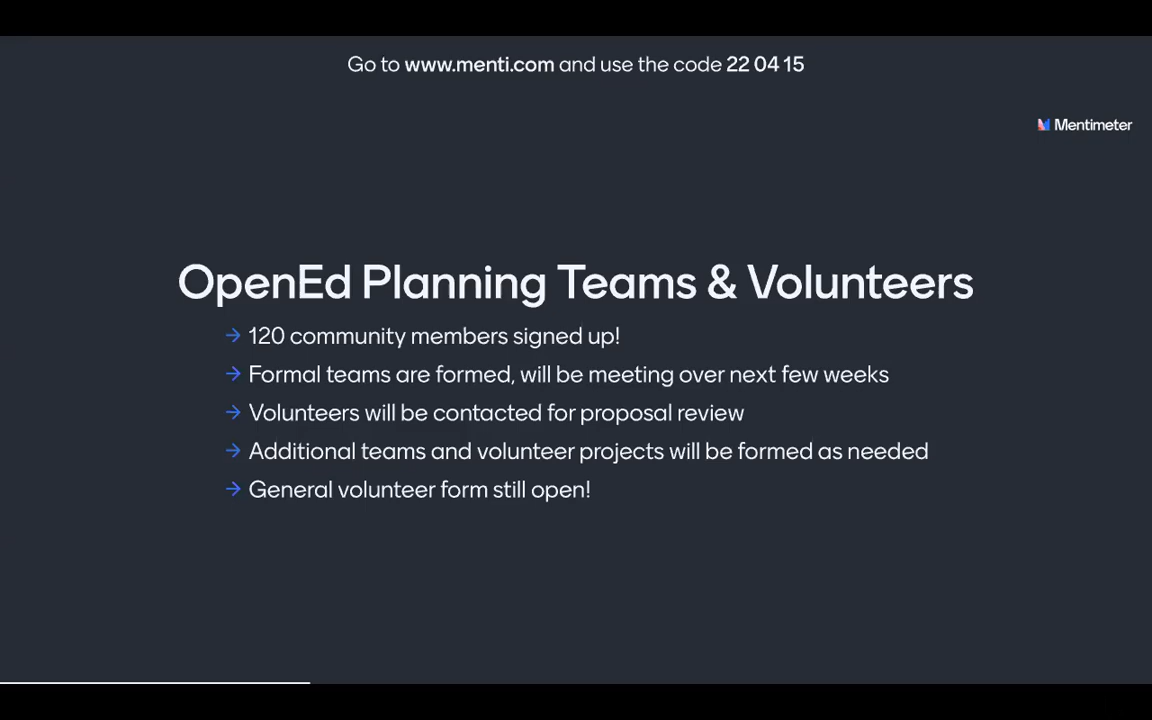 Go to www.menti.com and use the code 22 04 15
Mentimeter
OpenEd Planning Teams & Volunteers
→ 120 community members signed up!
→ Formal teams are formed, will be meeting over next few weeks
→ Volunteers will be contacted for proposal review
→ Additional teams and volunteer projects will be formed as needed
→ General volunteer form still open!